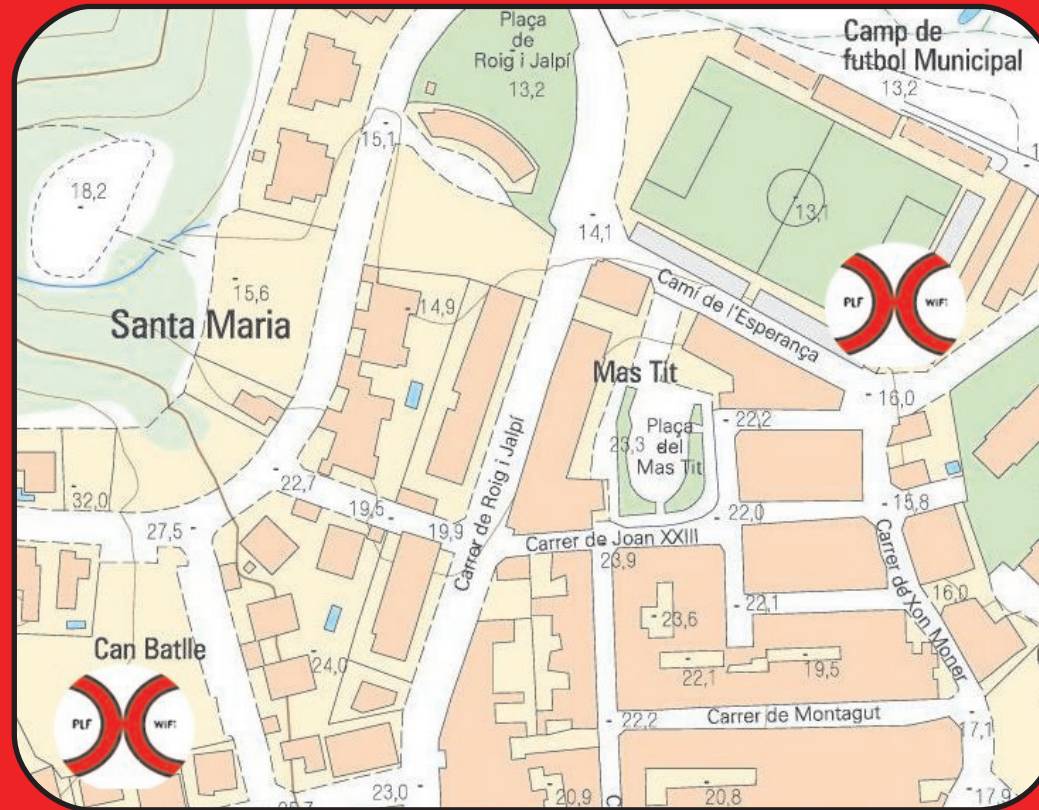 Plaça
de
Roig i Jalpí
13,2
Camp de
futbol Municipal
13,2
15,1
18,2
13,1
14,1
15,6
14,9
Santa Maria
Camí de l'Esperança
PLF WiFi
Mas Tit
16,0
22,2
Plaça
del
Mas Tit
23,3
22,7
32,0
19,5
19,9
15,8
22,0
27,5
Carrer de Roig i Jalpí
Carrer de Joan XXIII
23,9
Carrer de Xon Moner
16,0
22,1
23,6
Can Batlle
24,0
22,1
19,5
PLF WiFi
22,2
Carrer de Montagut
17,1
23,0
20,9
20,8
17,9